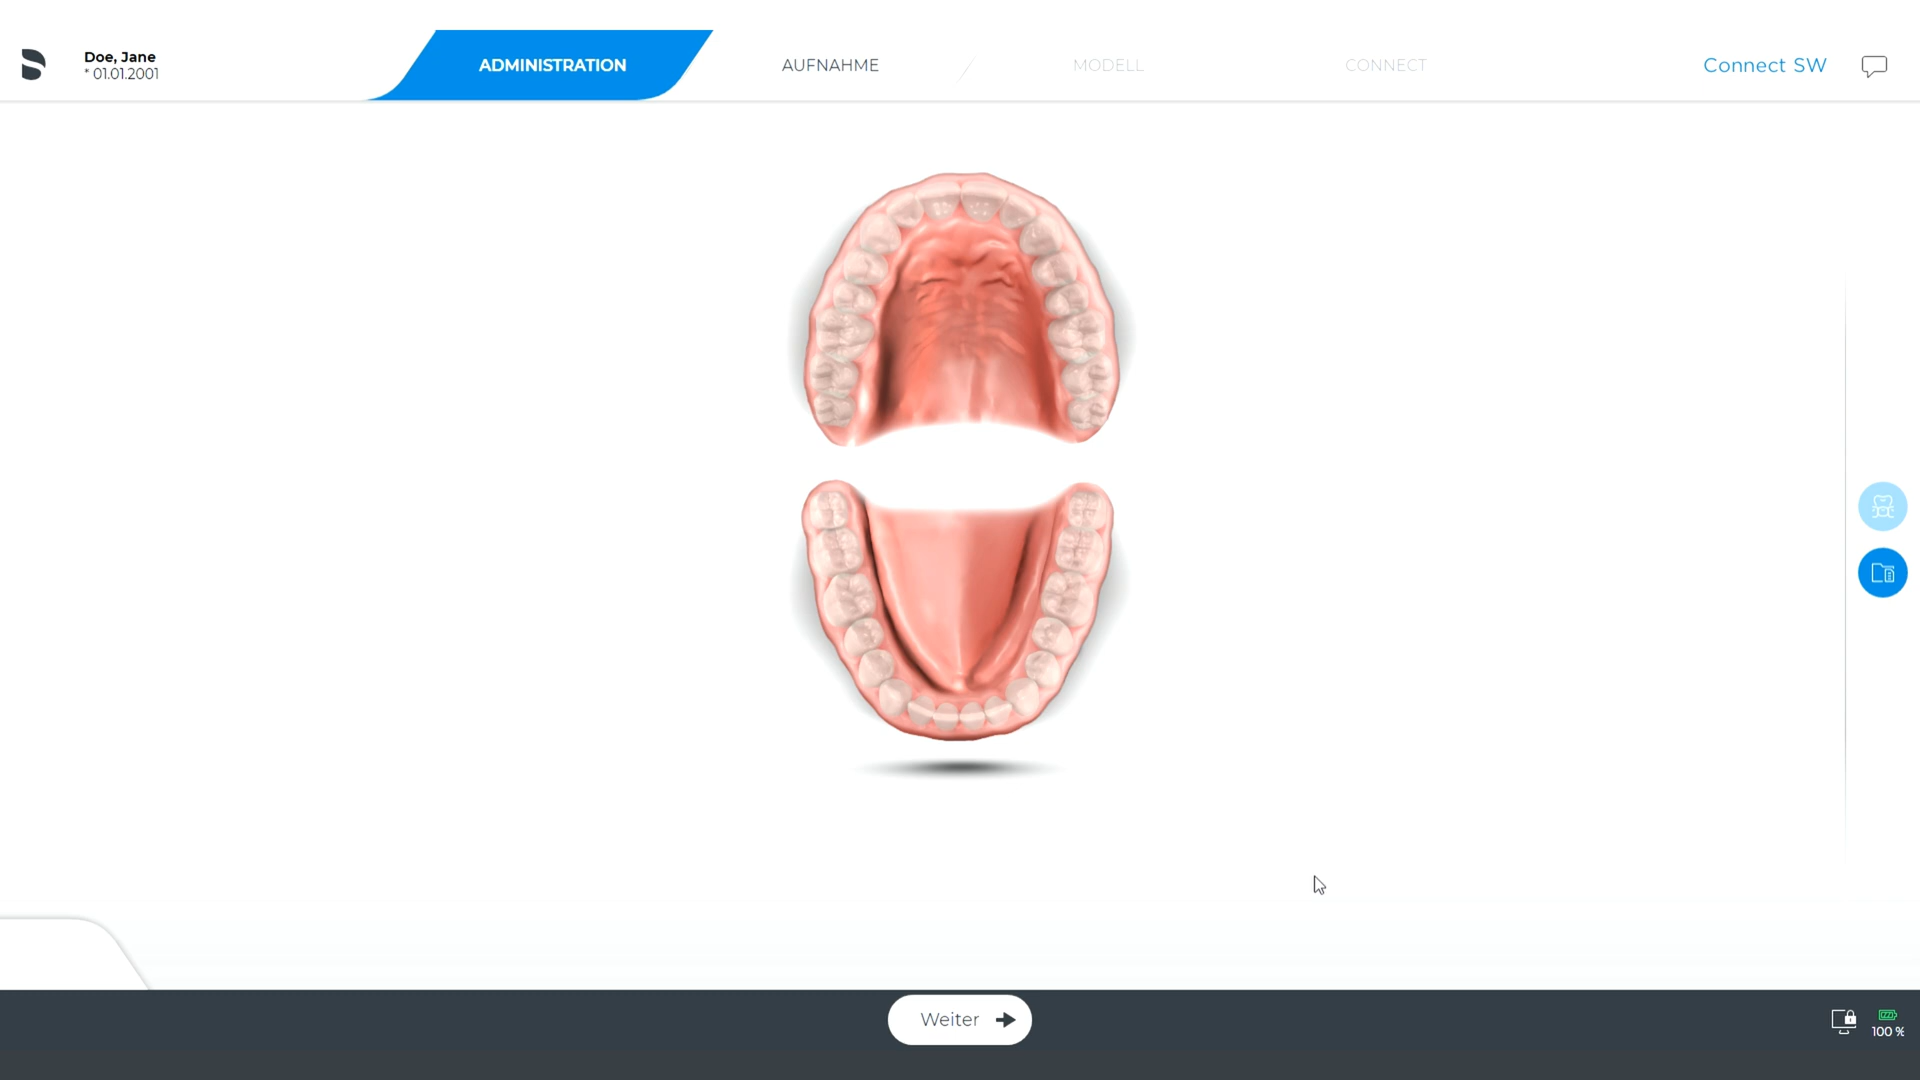 Doe, Jane
* 01.01.2001
ADMINISTRATION
AUFNAHME
MODELL
CONNECT
Connect SW
Weiter
100 %